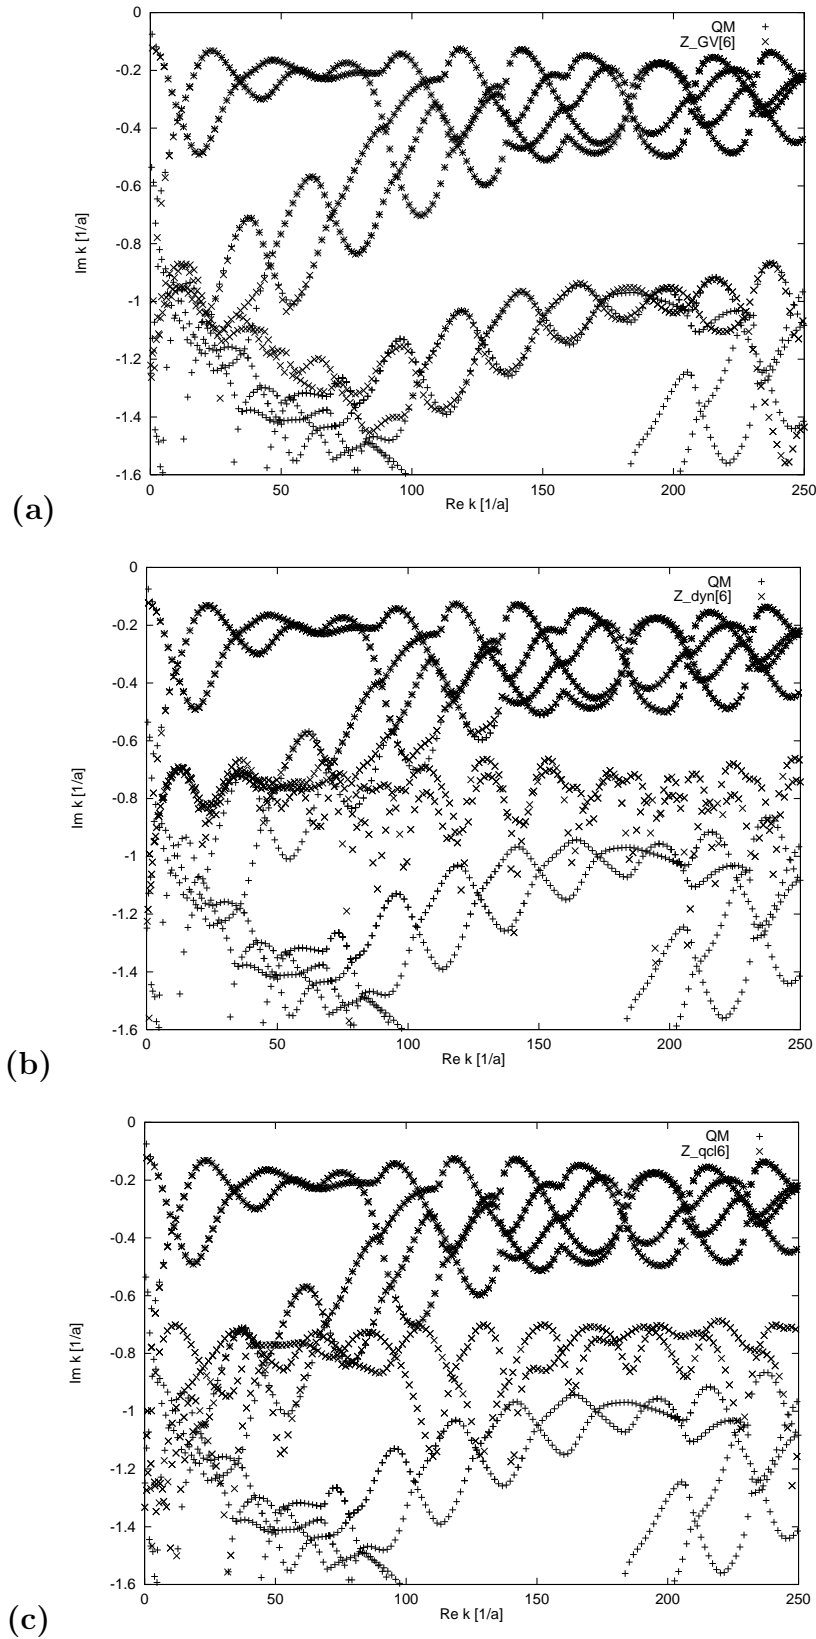 0
-0.2
-0.4
-0.6
-0.8
-1
-1.2
-1.4
-1.6
Im k [1/a]
QM
Z_GV[6]
0 50 100 150 200 250
Re k [1/a]
(a)
0
-0.2
-0.4
-0.6
-0.8
-1
-1.2
-1.4
-1.6
Im k [1/a]
QM
Z_dyn[6]
0 50 100 150 200 250
Re k [1/a]
(b)
0
-0.2
-0.4
-0.6
-0.8
-1
-1.2
-1.4
-1.6
Im k [1/a]
QM
Z_qcl6]
0 50 100 150 200 250
Re k [1/a]
(c)